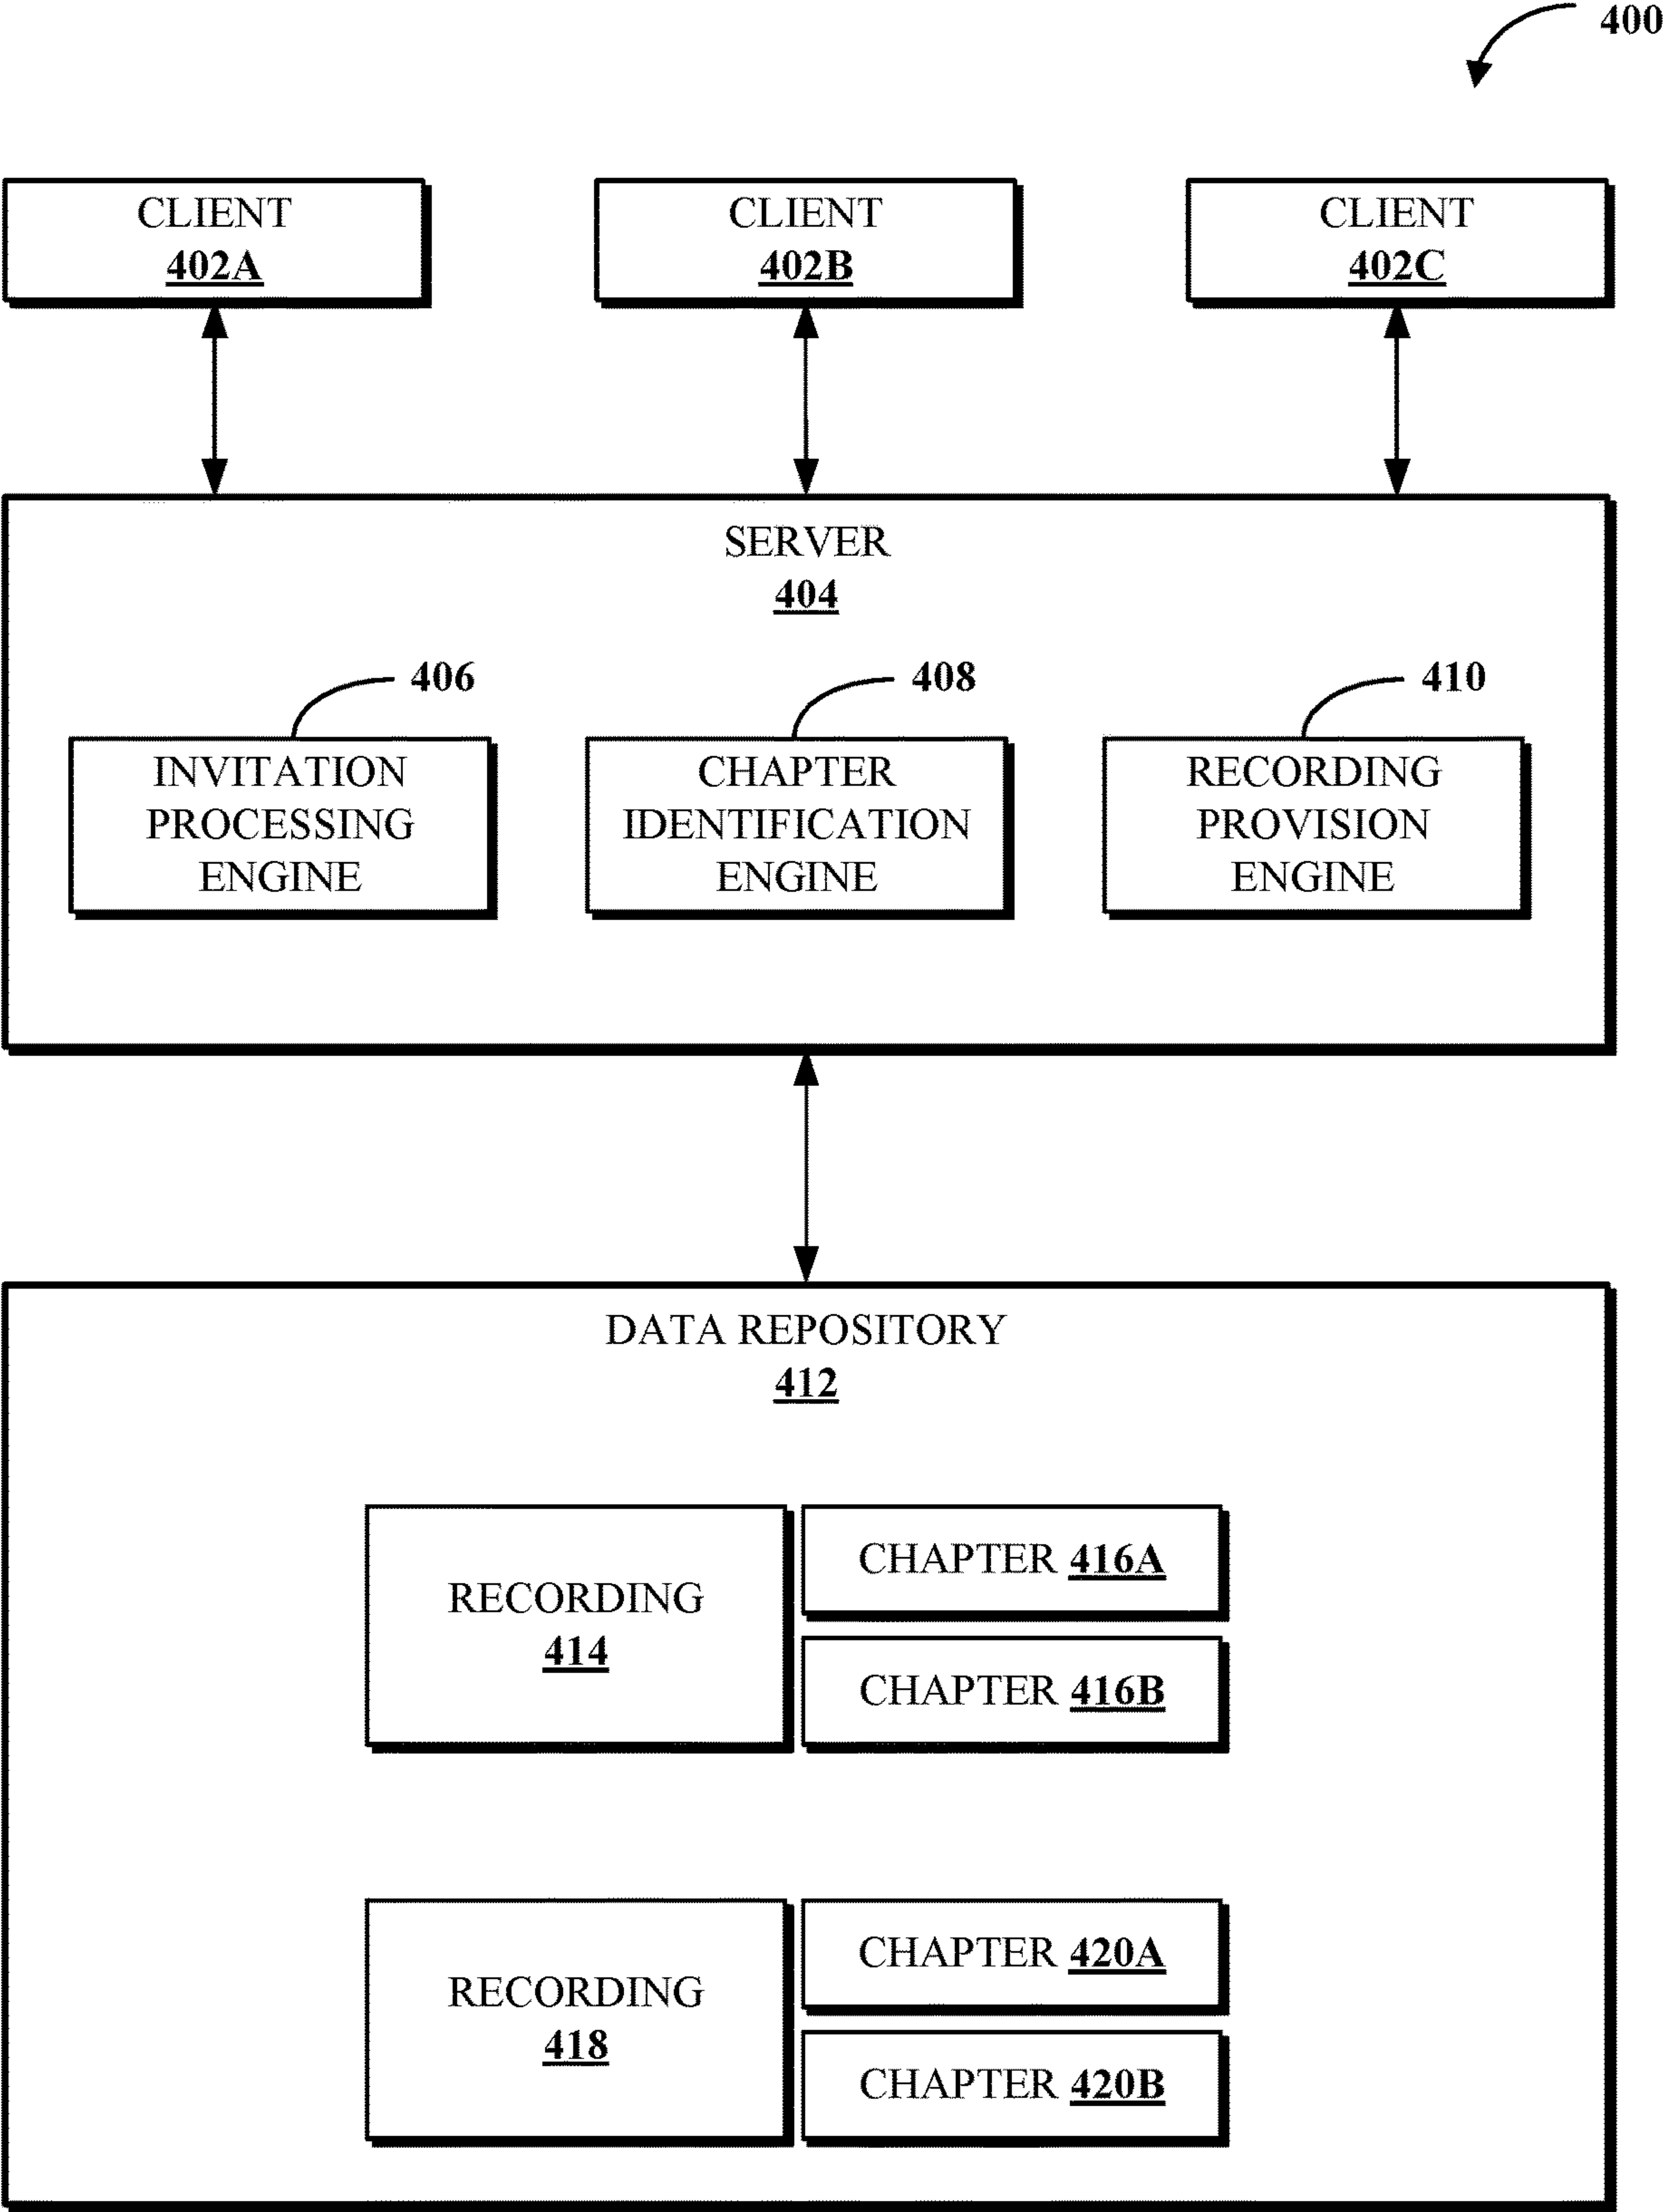 400
CLIENT
402A
CLIENT
402B
CLIENT
402C
SERVER
404
406
408
410
INVITATION
PROCESSING
ENGINE
CHAPTER
IDENTIFICATION
ENGINE
RECORDING
PROVISION
ENGINE
DATA REPOSITORY
412
RECORDING
414
CHAPTER 416A
CHAPTER 416B
RECORDING
418
CHAPTER 420A
CHAPTER 420B